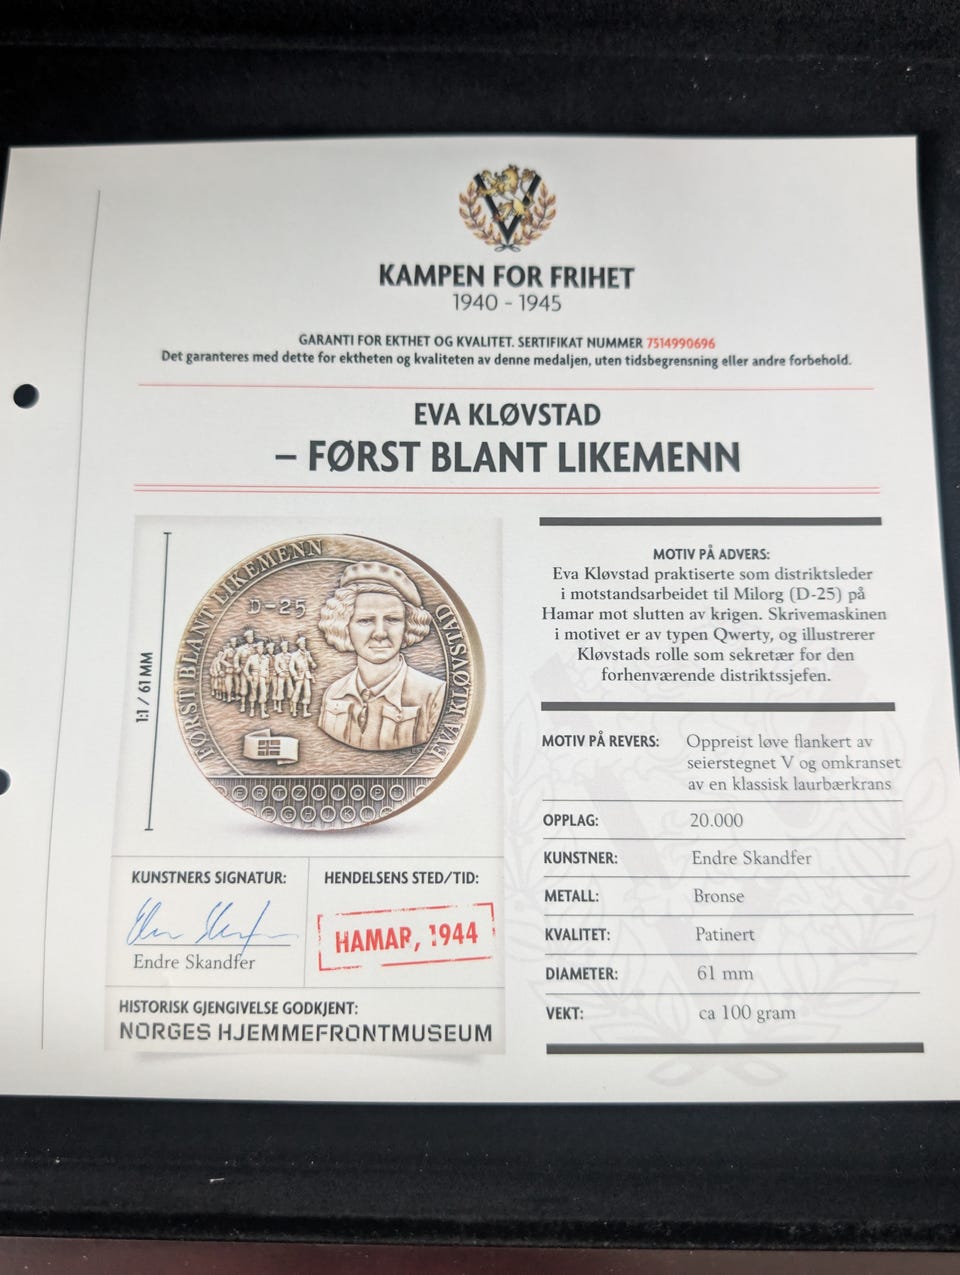 KAMPEN FOR FRIHET
1940 - 1945
GARANTI FOR EKTHET OG KVALITET. SERTIFIKAT NUMMER 7514990696
Det garanteres med dette for ektheten og kvaliteten av denne medaljen, uten tidsbegrensning eller andre forbehold.
EVA KLØVSTAD
– FØRST BLANT LIKEMENN
1:1 / 61 MM
FØRST BLANT LIKEMENN
D-25
EVA KLØVSTAD
MOTIV PÅ ADVERS:
Eva Kløvstad praktiserte som distriktsleder
i motstandsarbeidet til Milorg (D-25) på
Hamar mot slutten av krigen. Skrivemaskinen
i motivet er av typen Qwerty, og illustrerer
Kløvstads rolle som sekretær for den
forhenværende distriktssjefen.
MOTIV PÅ REVERS: Oppreist løve flankert av
seierstegnet V og omkranset
av en klassisk laurbærkrans
OPPLAG: 20.000
KUNSTNER: Endre Skandfer
METALL: Bronse
KVALITET: Patinert
DIAMETER: 61 mm
VEKT: ca 100 gram
KUNSTNERS SIGNATUR:
Endre Skandfer
HENDELSENS STED/TID:
HAMAR, 1944
HISTORISK GJENGIVELSE GODKJENT:
NORGES HJEMMEFRONTMUSEUM